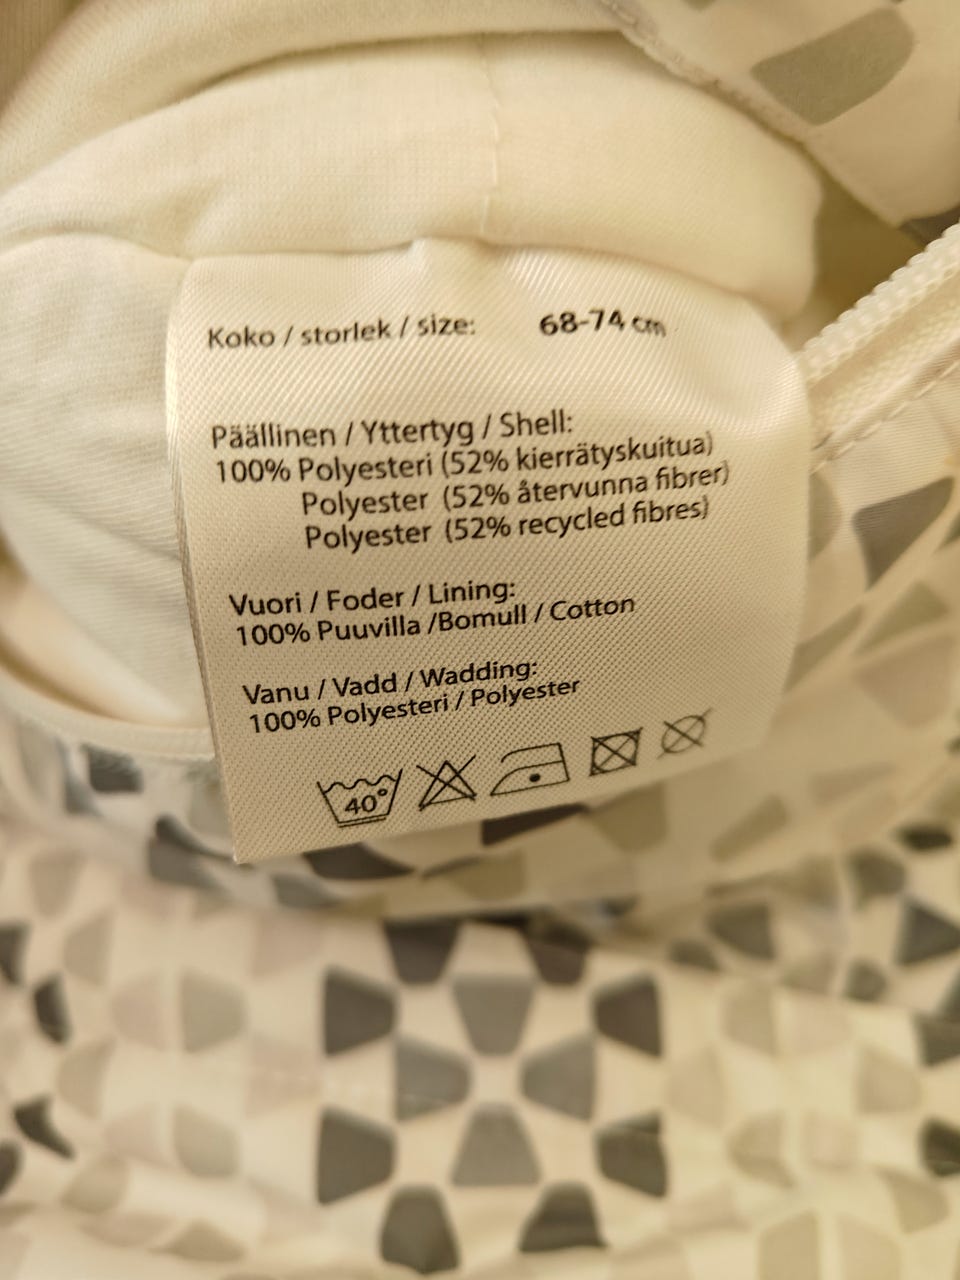 Koko / storlek / size: 68-74 cm
Päällinen / Yttertyg / Shell:
100% Polyesteri (52% kierrätyskuitua)
Polyester (52% återvunna fibrer)
Polyester (52% recycled fibres)
Vuori / Foder / Lining:
100% Puuvilla /Bomull / Cotton
Vanu / Vadd / Wadding:
100% Polyesteri / Polyester
40°